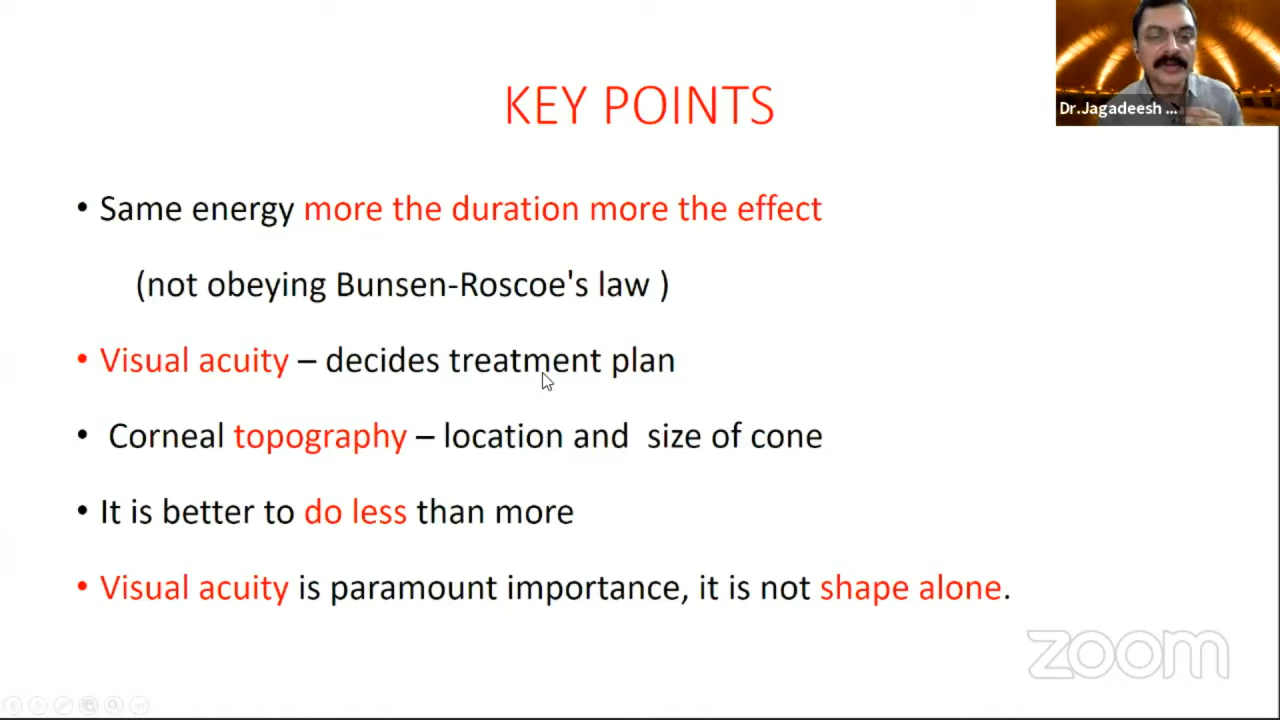 Dr.Jagadeesh ...
KEY POINTS
• Same energy more the duration more the effect
(not obeying Bunsen-Roscoe's law )
• Visual acuity – decides treatment plan
• Corneal topography – location and size of cone
• It is better to do less than more
• Visual acuity is paramount importance, it is not shape alone.
zoom